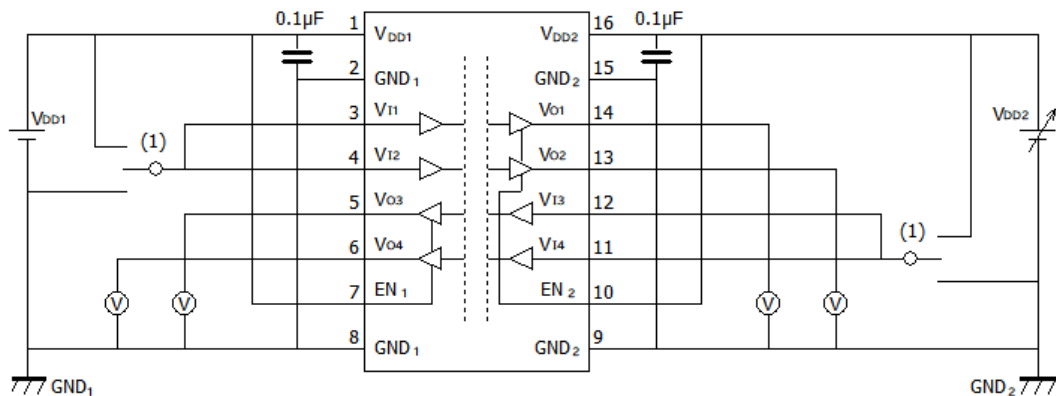 0.1µF 1 16 0.1µF
VDD1 VDD2
2 GND1 GND2 15
3 VI1 VO1 14
VDD1 VDD2
(1) 4 VI2 VO2 13
5 VO3 VI3 12
6 VO4 VI4 11 (1)
7 EN1 EN2 10
V V V V
8 GND1 GND2 9
GND1 GND2